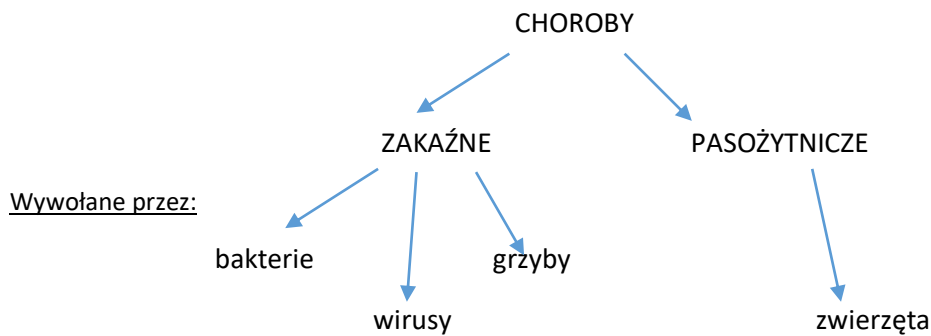 CHOROBY
ZAKAŹNE
PASOŻYTNICZE
Wywołane przez:
bakterie
grzyby
wirusy
zwierzęta